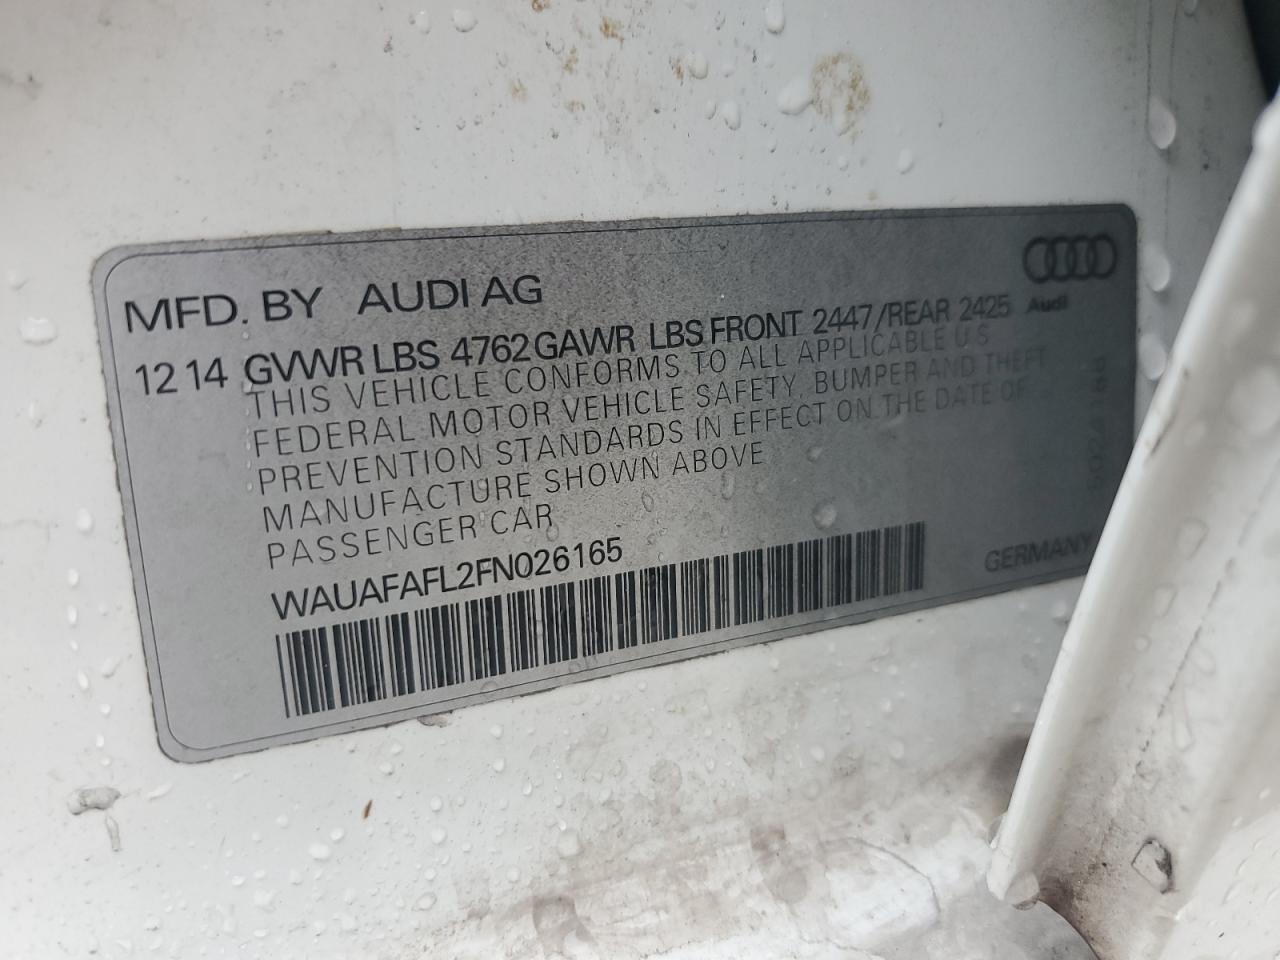 MFD. BY AUDI AG
Audi
12 14 GVWR LBS 4762 GAWR LBS FRONT 2447/REAR 2425
THIS VEHICLE CONFORMS TO ALL APPLICABLE U S
FEDERAL MOTOR VEHICLE SAFETY, BUMPER AND THEFT
PREVENTION STANDARDS IN EFFECT ON THE DATE OF
MANUFACTURE SHOWN ABOVE
PASSENGER CAR
WAUAFAFL2FN026165
GERMANY